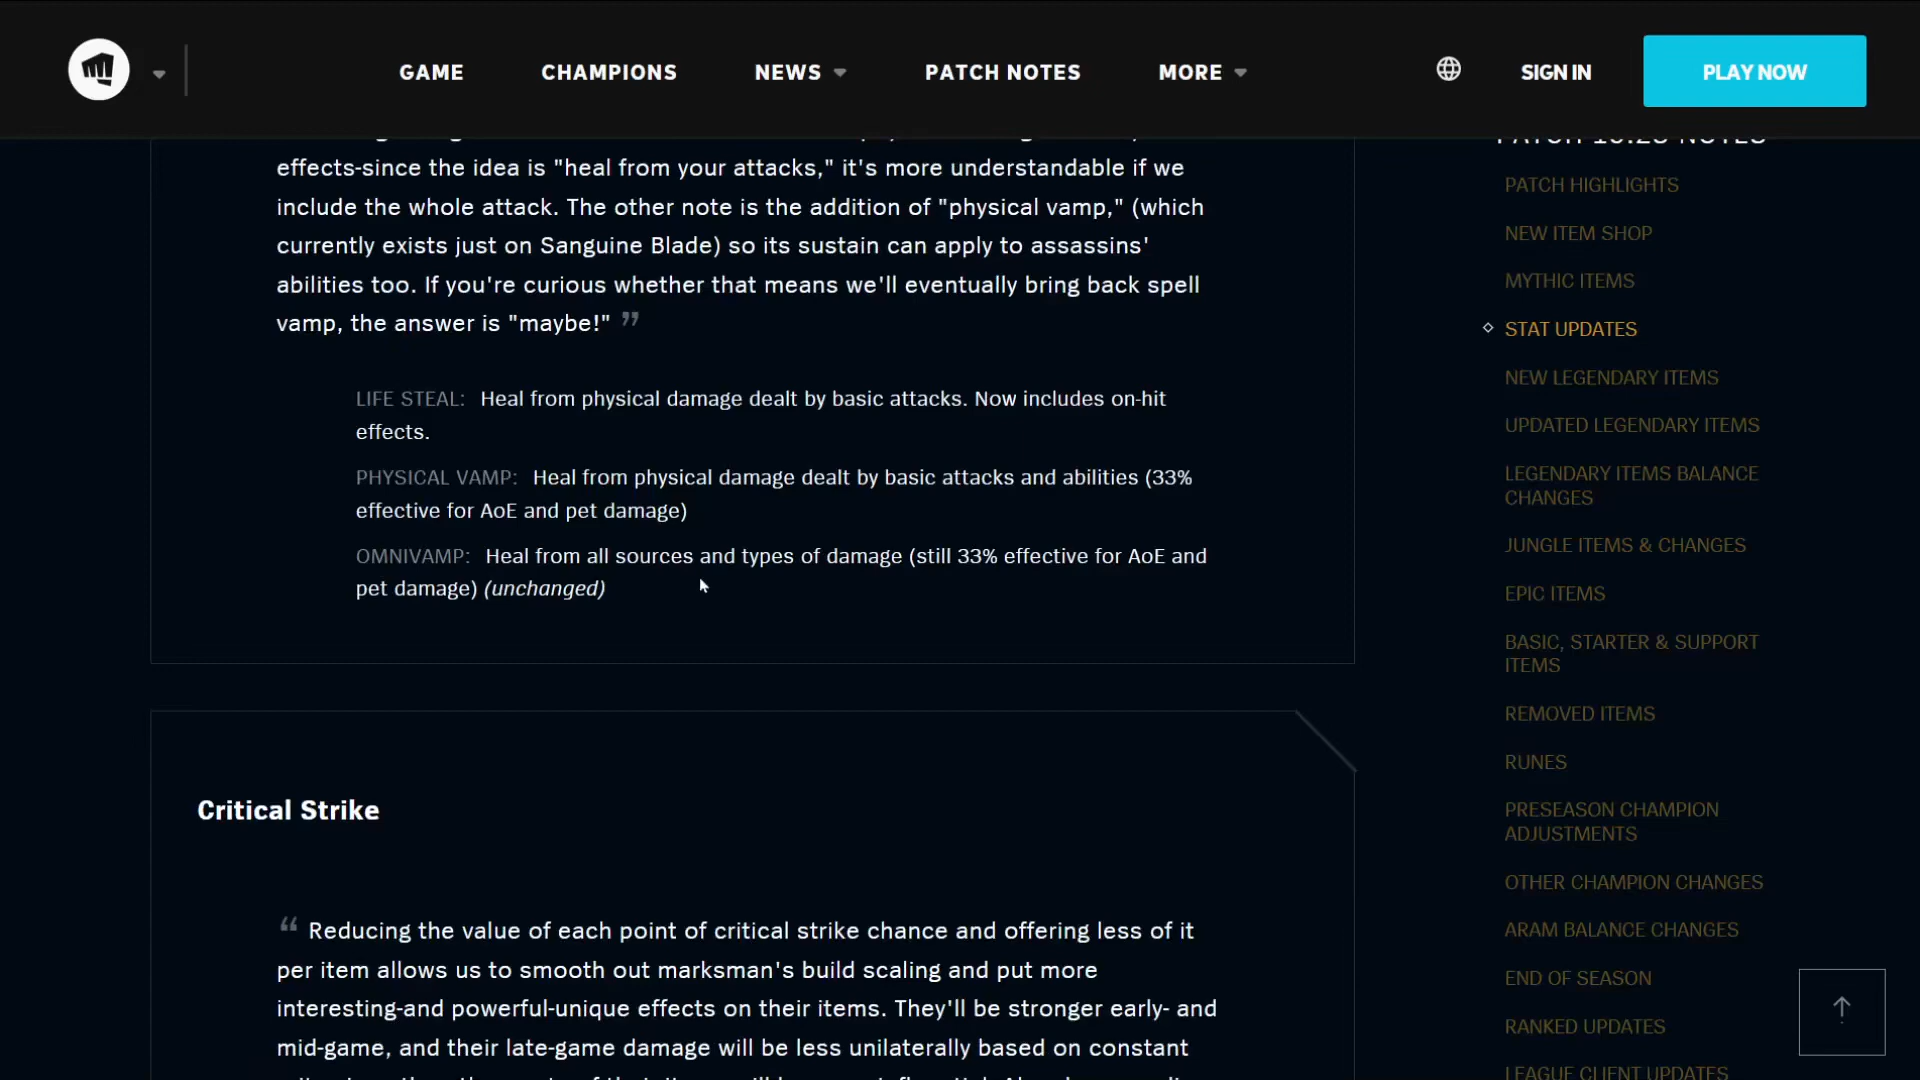 GAME
CHAMPIONS
NEWS
PATCH NOTES
MORE
SIGN IN
PLAY NOW
effects-since the idea is "heal from your attacks," it's more understandable if we
include the whole attack. The other note is the addition of "physical vamp," (which
currently exists just on Sanguine Blade) so its sustain can apply to assassins'
abilities too. If you're curious whether that means we'll eventually bring back spell
vamp, the answer is "maybe!" ”
LIFE STEAL: Heal from physical damage dealt by basic attacks. Now includes on-hit
effects.
PHYSICAL VAMP: Heal from physical damage dealt by basic attacks and abilities (33%
effective for AoE and pet damage)
OMNIVAMP: Heal from all sources and types of damage (still 33% effective for AoE and
pet damage) (unchanged)
Critical Strike
“ Reducing the value of each point of critical strike chance and offering less of it
per item allows us to smooth out marksman's build scaling and put more
interesting-and powerful-unique effects on their items. They'll be stronger early- and
mid-game, and their late-game damage will be less unilaterally based on constant
PATCH 10.23 NOTES
PATCH HIGHLIGHTS
NEW ITEM SHOP
MYTHIC ITEMS
STAT UPDATES
NEW LEGENDARY ITEMS
UPDATED LEGENDARY ITEMS
LEGENDARY ITEMS BALANCE
CHANGES
JUNGLE ITEMS & CHANGES
EPIC ITEMS
BASIC, STARTER & SUPPORT
ITEMS
REMOVED ITEMS
RUNES
PRESEASON CHAMPION
ADJUSTMENTS
OTHER CHAMPION CHANGES
ARAM BALANCE CHANGES
END OF SEASON
RANKED UPDATES
LEAGUE CLIENT UPDATES